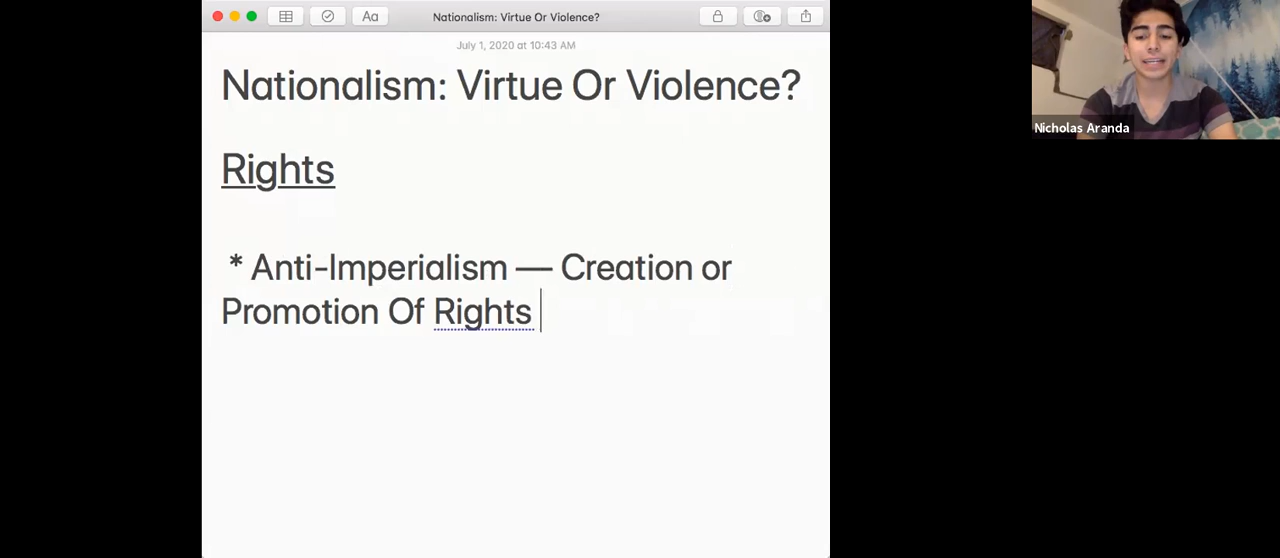 Aa
Nationalism: Virtue Or Violence?
July 1, 2020 at 10:43 AM
Nationalism: Virtue Or Violence?
Rights
* Anti-Imperialism — Creation or
Promotion Of Rights
Nicholas Aranda